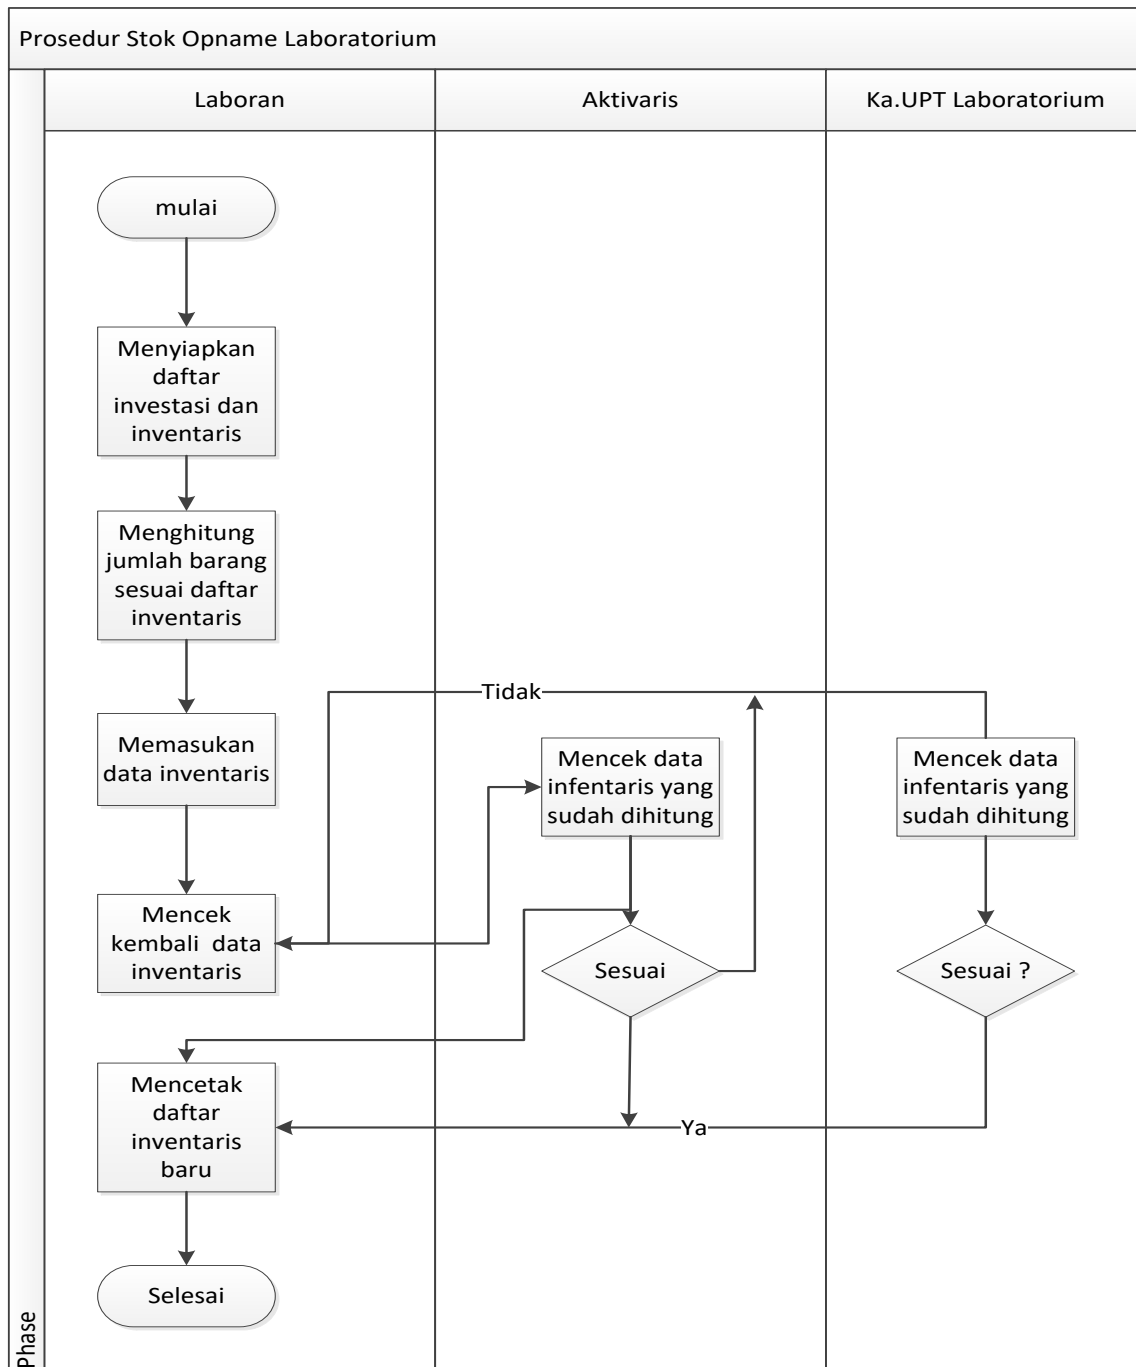 Prosedur Stok Opname Laboratorium
Laboran
Aktivaris
Ka.UPT Laboratorium
mulai
Menyiapkan
daftar
investasi dan
inventaris
Menghitung
jumlah barang
sesuai daftar
inventaris
Tidak
Memasukan
data inventaris
Mencek data
infentaris yang
sudah dihitung
Mencek data
infentaris yang
sudah dihitung
Mencek
kembali data
inventaris
Sesuai
Sesuai ?
Mencetak
daftar
inventaris
baru
Ya
Selesai
Phase